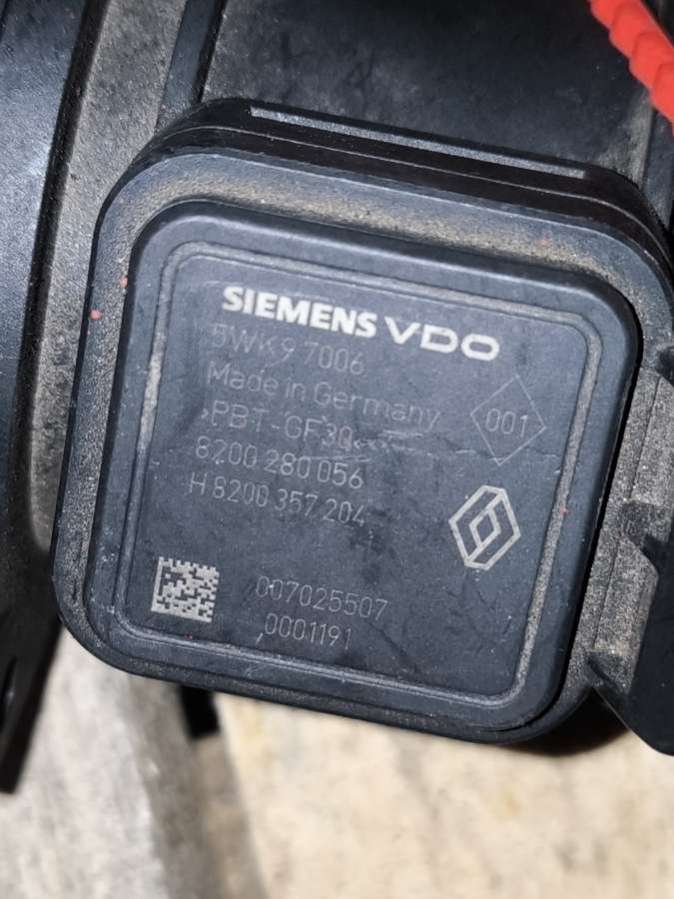 SIEMENS VDO
5WK9 7006
Made in Germany
>PBT-GF30<
001
8200 280 056
H 8200 357 204
007025507
0001191